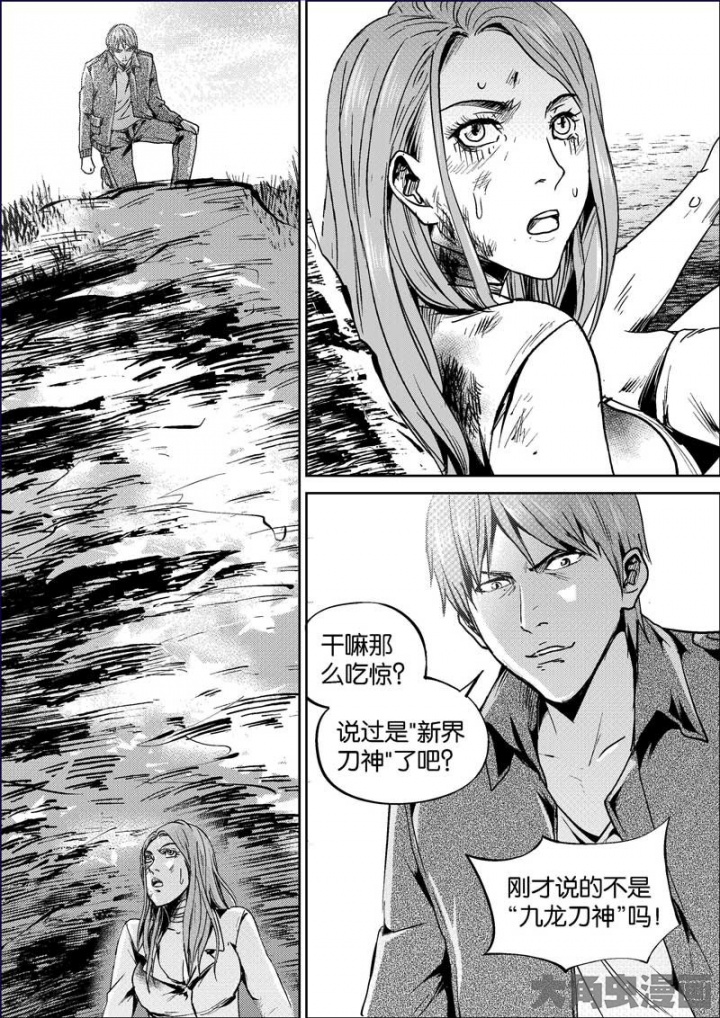 干嘛那
么吃惊？
说过是"新界
刀神"了吧？
刚才说的不是
“九龙刀神”吗！
大角虫漫画